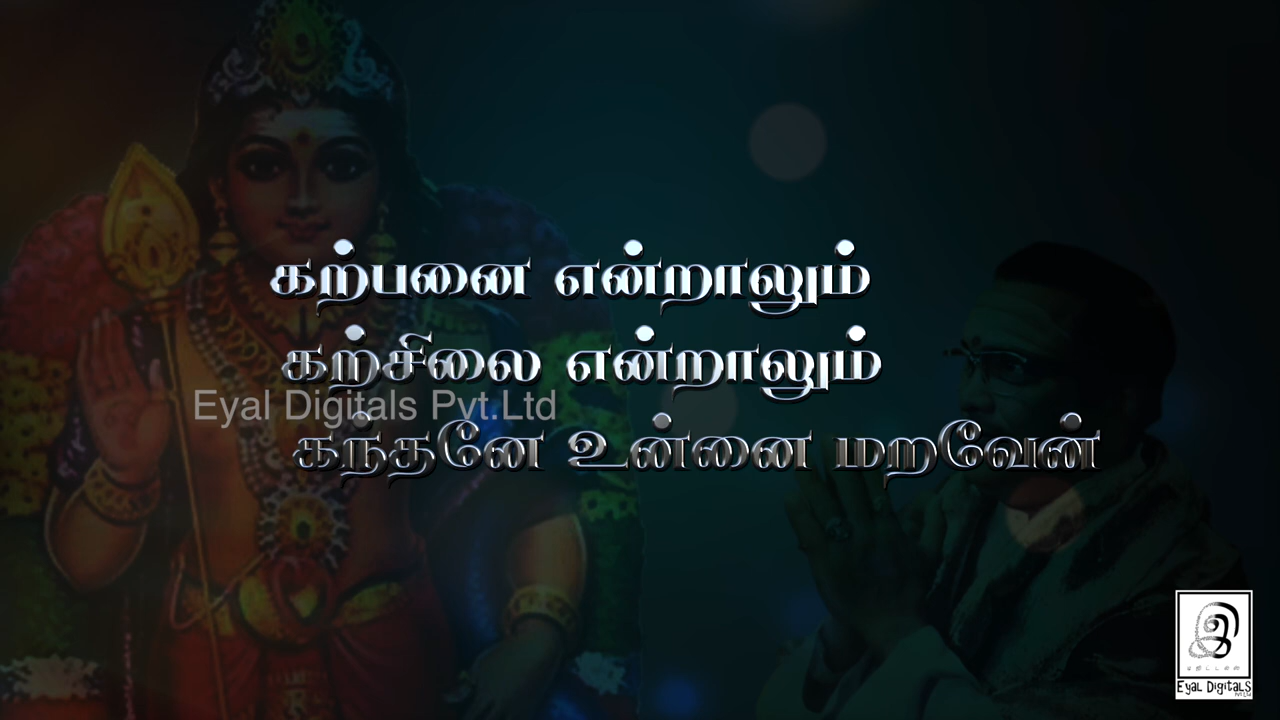 கற்பனை என்றாலும்
கற்சிலை என்றாலும்
Eyal Digitals Pvt.Ltd
கந்தனே உன்னை மறவேன்
Eyal Digitals